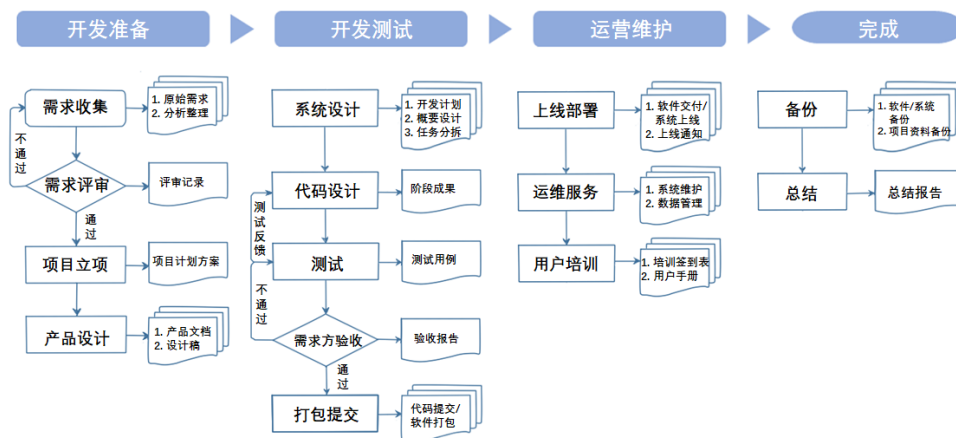 开发准备
开发测试
运营维护
完成
需求收集
1. 原始需求
2. 分析整理
不通过
需求评审
评审记录
通过
项目立项
项目计划方案
产品设计
1. 产品文档
2. 设计稿
系统设计
1. 开发计划
2. 概要设计
3. 任务分拆
代码设计
阶段成果
测试反馈
测试
测试用例
不通过
需求方验收
验收报告
通过
打包提交
代码提交/
软件打包
上线部署
1. 软件交付/
系统上线
2. 上线通知
运维服务
1. 系统维护
2. 数据管理
用户培训
1. 培训签到表
2. 用户手册
备份
1. 软件/系统
备份
2. 项目资料备份
总结
总结报告